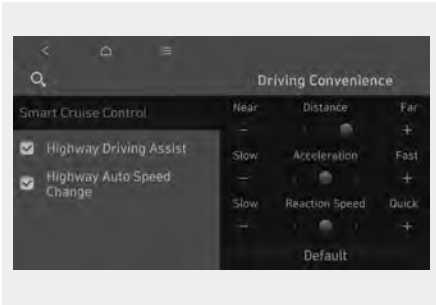 Driving Convenience
Smart Cruise Control
Highway Driving Assist
Highway Auto Speed
Change
Near Distance Far
− +
Slow Acceleration Fast
− +
Slow Reaction Speed Quick
− +
Default